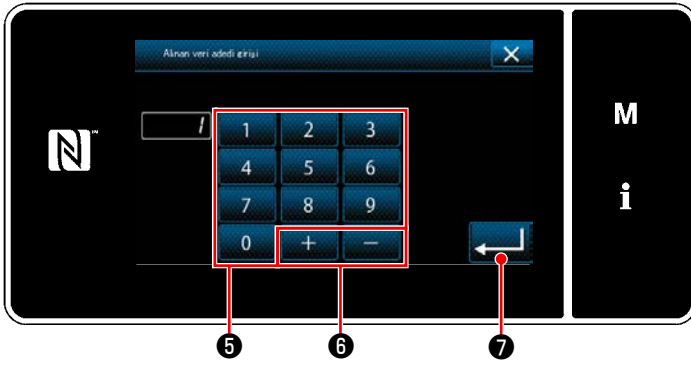 Alınan veri adedi girişi
M
1
1 2 3
N
4 5 6
i
7 8 9
0 + −
❺ ❻ ❼